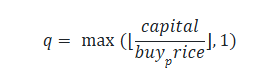 q = max (⌊capital / buy_price⌋, 1)